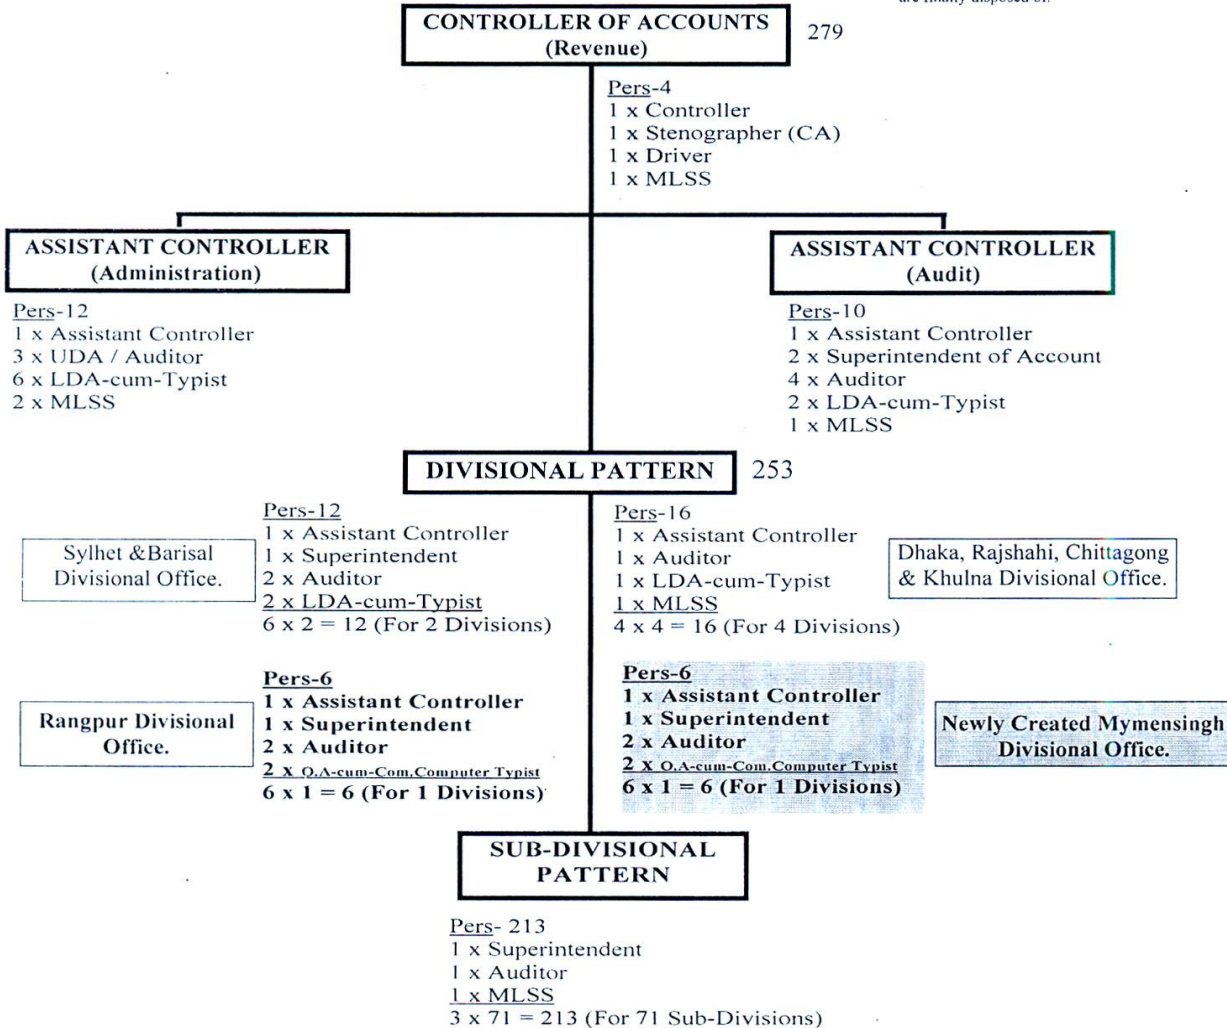 are finally disposed of.
CONTROLLER OF ACCOUNTS
(Revenue)
279
Pers-4
1 x Controller
1 x Stenographer (CA)
1 x Driver
1 x MLSS
ASSISTANT CONTROLLER
(Administration)
Pers-12
1 x Assistant Controller
3 x UDA / Auditor
6 x LDA-cum-Typist
2 x MLSS
ASSISTANT CONTROLLER
(Audit)
Pers-10
1 x Assistant Controller
2 x Superintendent of Account
4 x Auditor
2 x LDA-cum-Typist
1 x MLSS
DIVISIONAL PATTERN
253
Sylhet &Barisal
Divisional Office.
Pers-12
1 x Assistant Controller
1 x Superintendent
2 x Auditor
2 x LDA-cum-Typist
6 x 2 = 12 (For 2 Divisions)
Pers-16
1 x Assistant Controller
1 x Auditor
1 x LDA-cum-Typist
1 x MLSS
4 x 4 = 16 (For 4 Divisions)
Dhaka, Rajshahi, Chittagong
& Khulna Divisional Office.
Rangpur Divisional
Office.
Pers-6
1 x Assistant Controller
1 x Superintendent
2 x Auditor
2 x O.A-cum-Com.Computer Typist
6 x 1 = 6 (For 1 Divisions)
Pers-6
1 x Assistant Controller
1 x Superintendent
2 x Auditor
2 x O.A-cum-Com.Computer Typist
6 x 1 = 6 (For 1 Divisions)
Newly Created Mymensingh
Divisional Office.
SUB-DIVISIONAL
PATTERN
Pers- 213
1 x Superintendent
1 x Auditor
1 x MLSS
3 x 71 = 213 (For 71 Sub-Divisions)